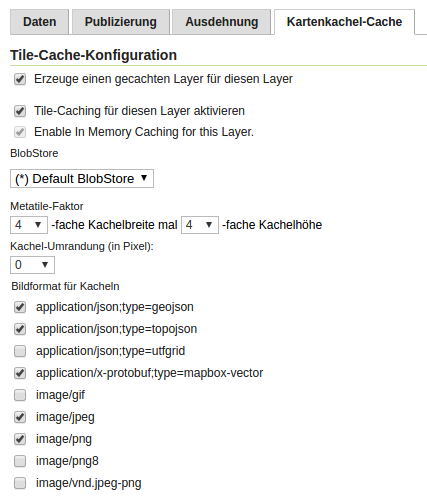 Daten Publizierung Ausdehnung Kartenkachel-Cache
Tile-Cache-Konfiguration
Erzeuge einen gecachten Layer für diesen Layer
Tile-Caching für diesen Layer aktivieren
Enable In Memory Caching for this Layer.
BlobStore
(*) Default BlobStore
Metatile-Faktor
4 -fache Kachelbreite mal 4 -fache Kachelhöhe
Kachel-Umrandung (in Pixel):
0
Bildformat für Kacheln
application/json;type=geojson
application/json;type=topojson
application/json;type=utfgrid
application/x-protobuf;type=mapbox-vector
image/gif
image/jpeg
image/png
image/png8
image/vnd.jpeg-png